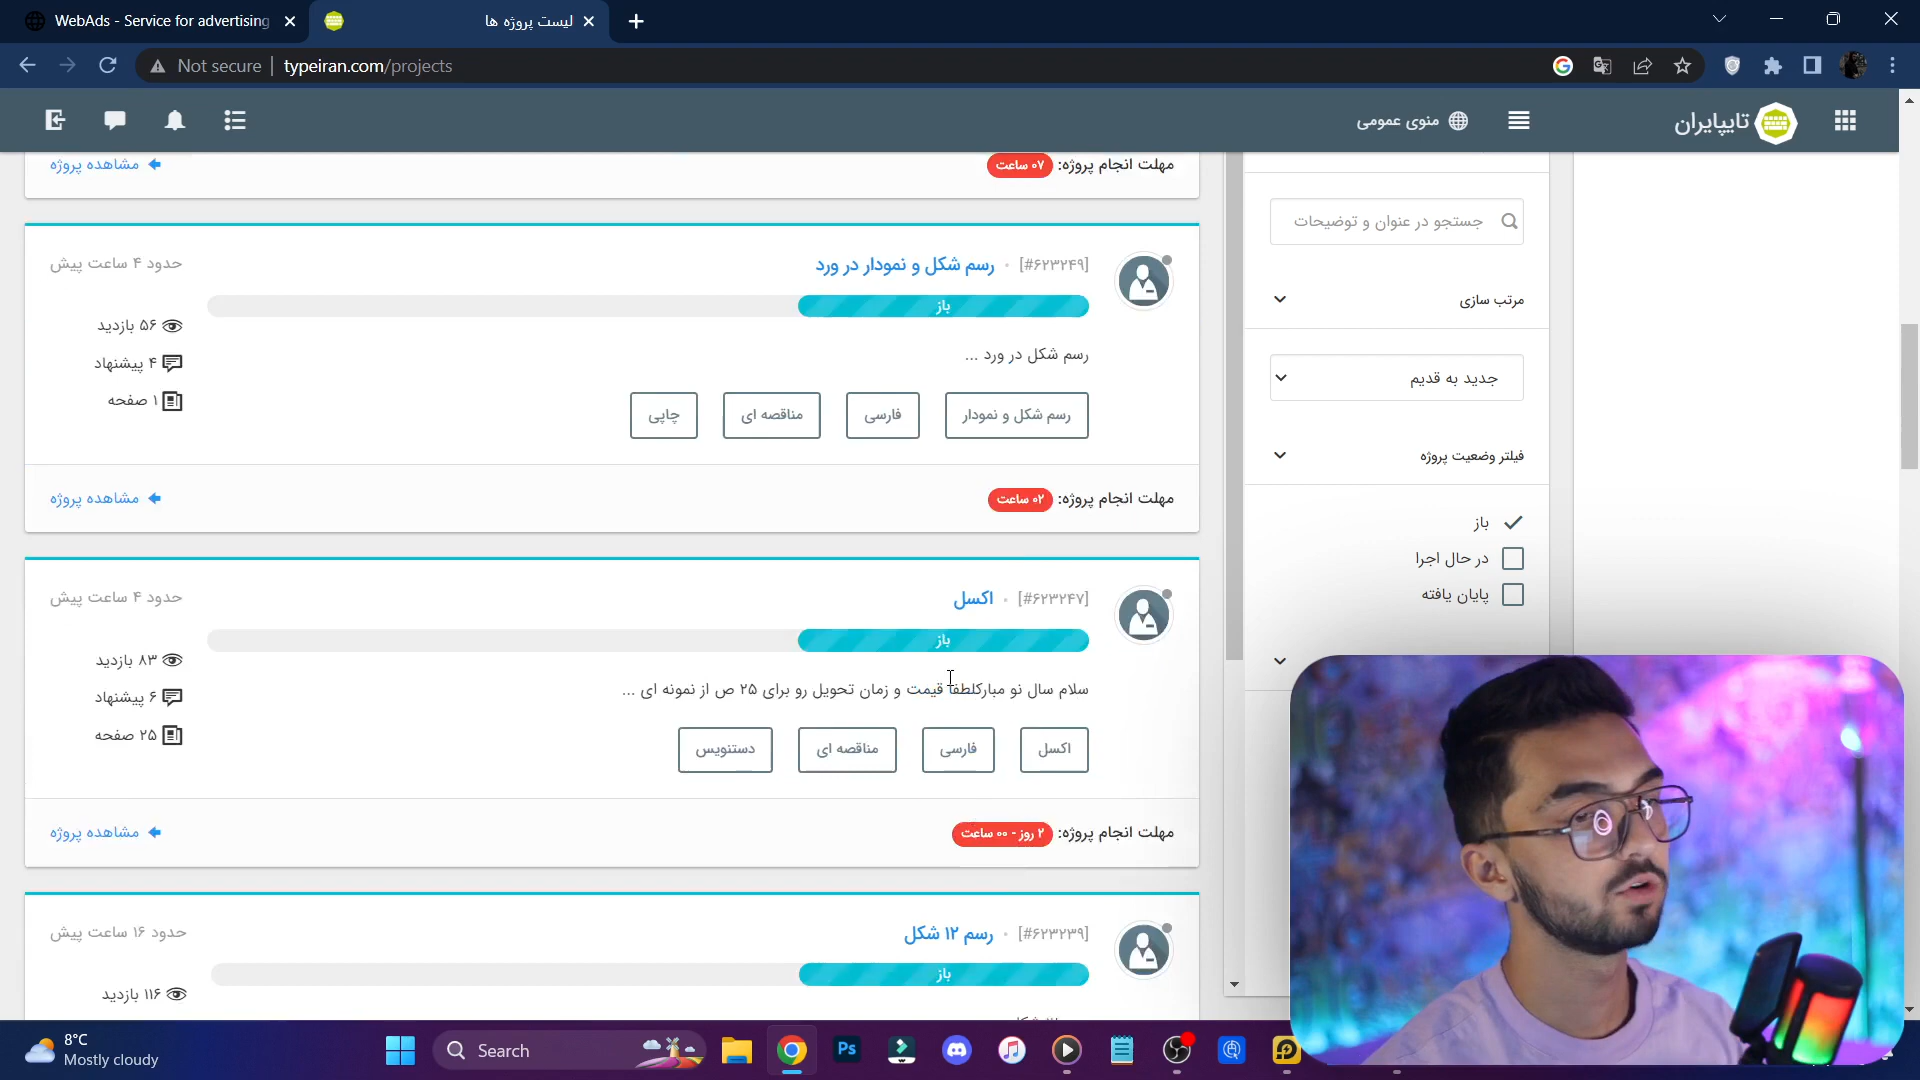 WebAds - Service for advertising
لیست پروژه ها
Not secure
typeiran.com/projects
تایپایران
منوی عمومی
مهلت انجام پروژه: ۰۷ ساعت
مشاهده پروژه
[#۶۲۳۲۴۹] • رسم شکل و نمودار در ورد
حدود ۴ ساعت پیش
باز
۵۶ بازدید
رسم شکل در ورد ...
۴ پیشنهاد
۱ صفحه
رسم شکل و نمودار
فارسی
مناقصه ای
چاپی
مهلت انجام پروژه: ۰۲ ساعت
مشاهده پروژه
[#۶۲۳۲۴۷] • اکسل
حدود ۴ ساعت پیش
باز
۸۳ بازدید
سلام سال نو مبارکلطفا قیمت و زمان تحویل رو برای ۲۵ ص از نمونه ای ...
۶ پیشنهاد
۲۵ صفحه
اکسل
فارسی
مناقصه ای
دستنویس
مهلت انجام پروژه: ۲ روز - ۰۰ ساعت
مشاهده پروژه
[#۶۲۳۲۳۹] • رسم ۱۲ شکل
حدود ۱۶ ساعت پیش
باز
۱۱۶ بازدید
جستجو در عنوان و توضیحات
مرتب سازی
جدید به قدیم
فیلتر وضعیت پروژه
باز
در حال اجرا
پایان یافته
8°C
Mostly cloudy
Search
Ps